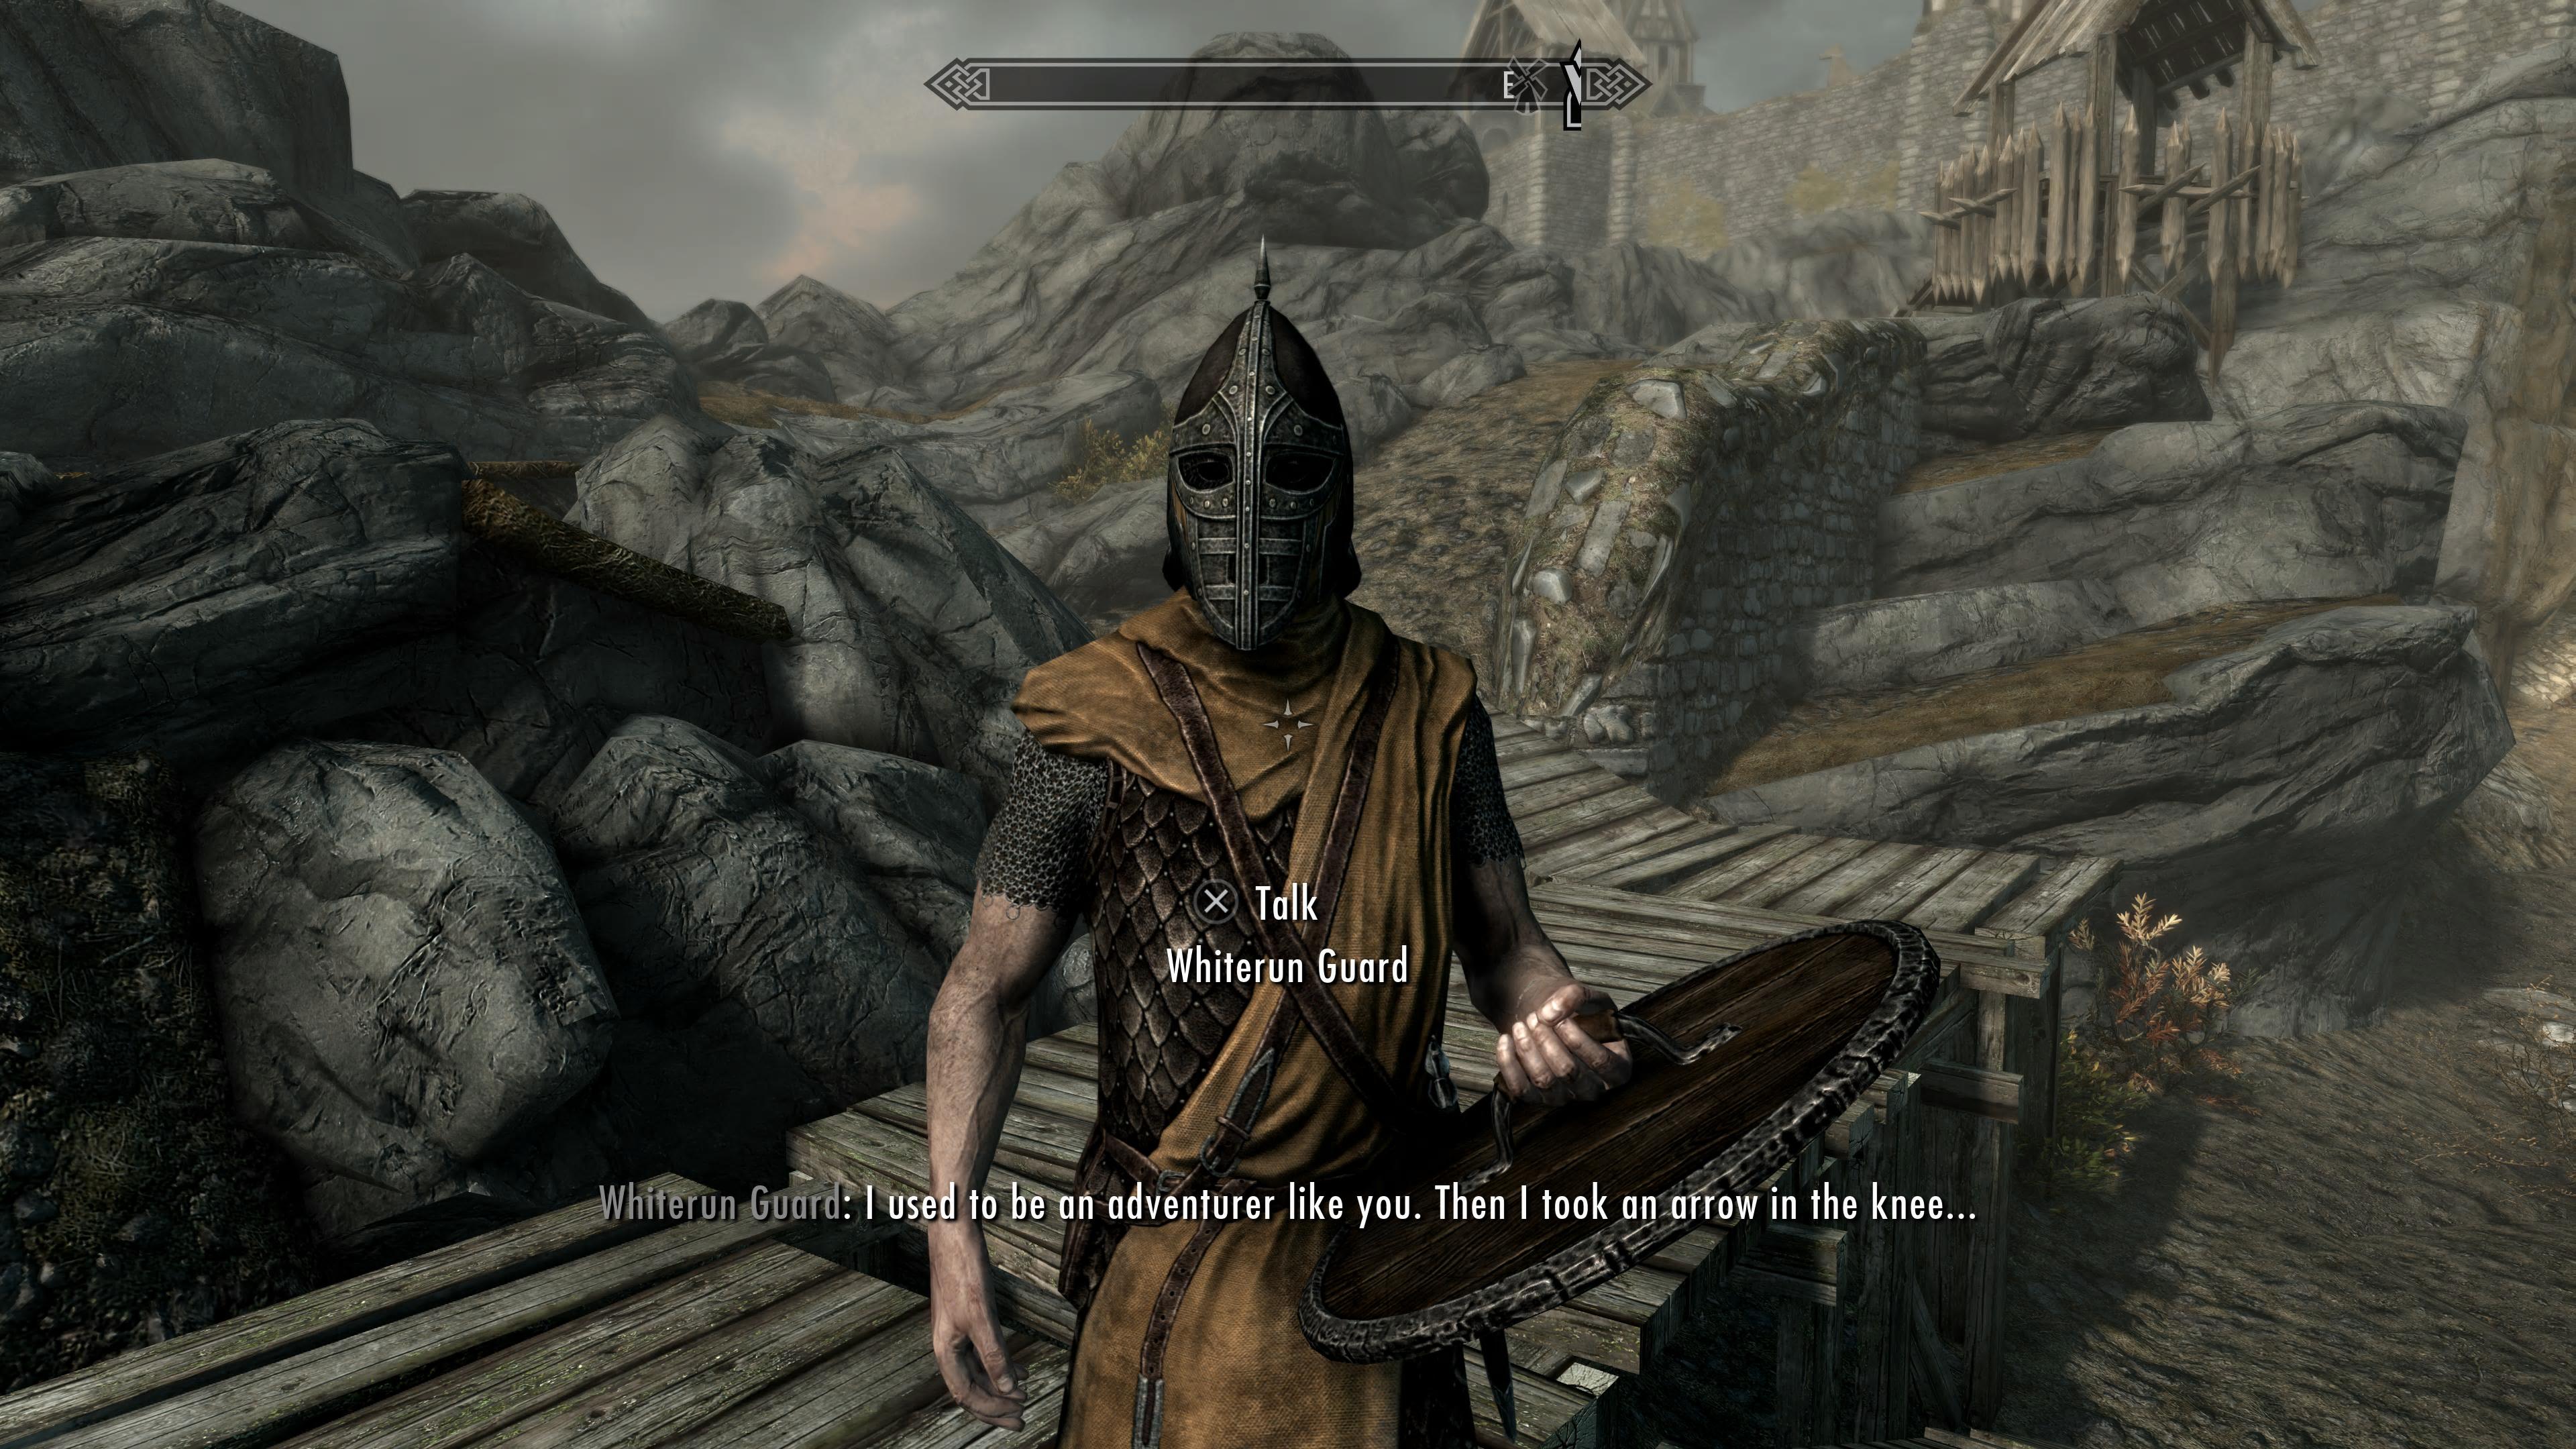 E
Talk
Whiterun Guard
Whiterun Guard: I used to be an adventurer like you. Then I took an arrow in the knee...